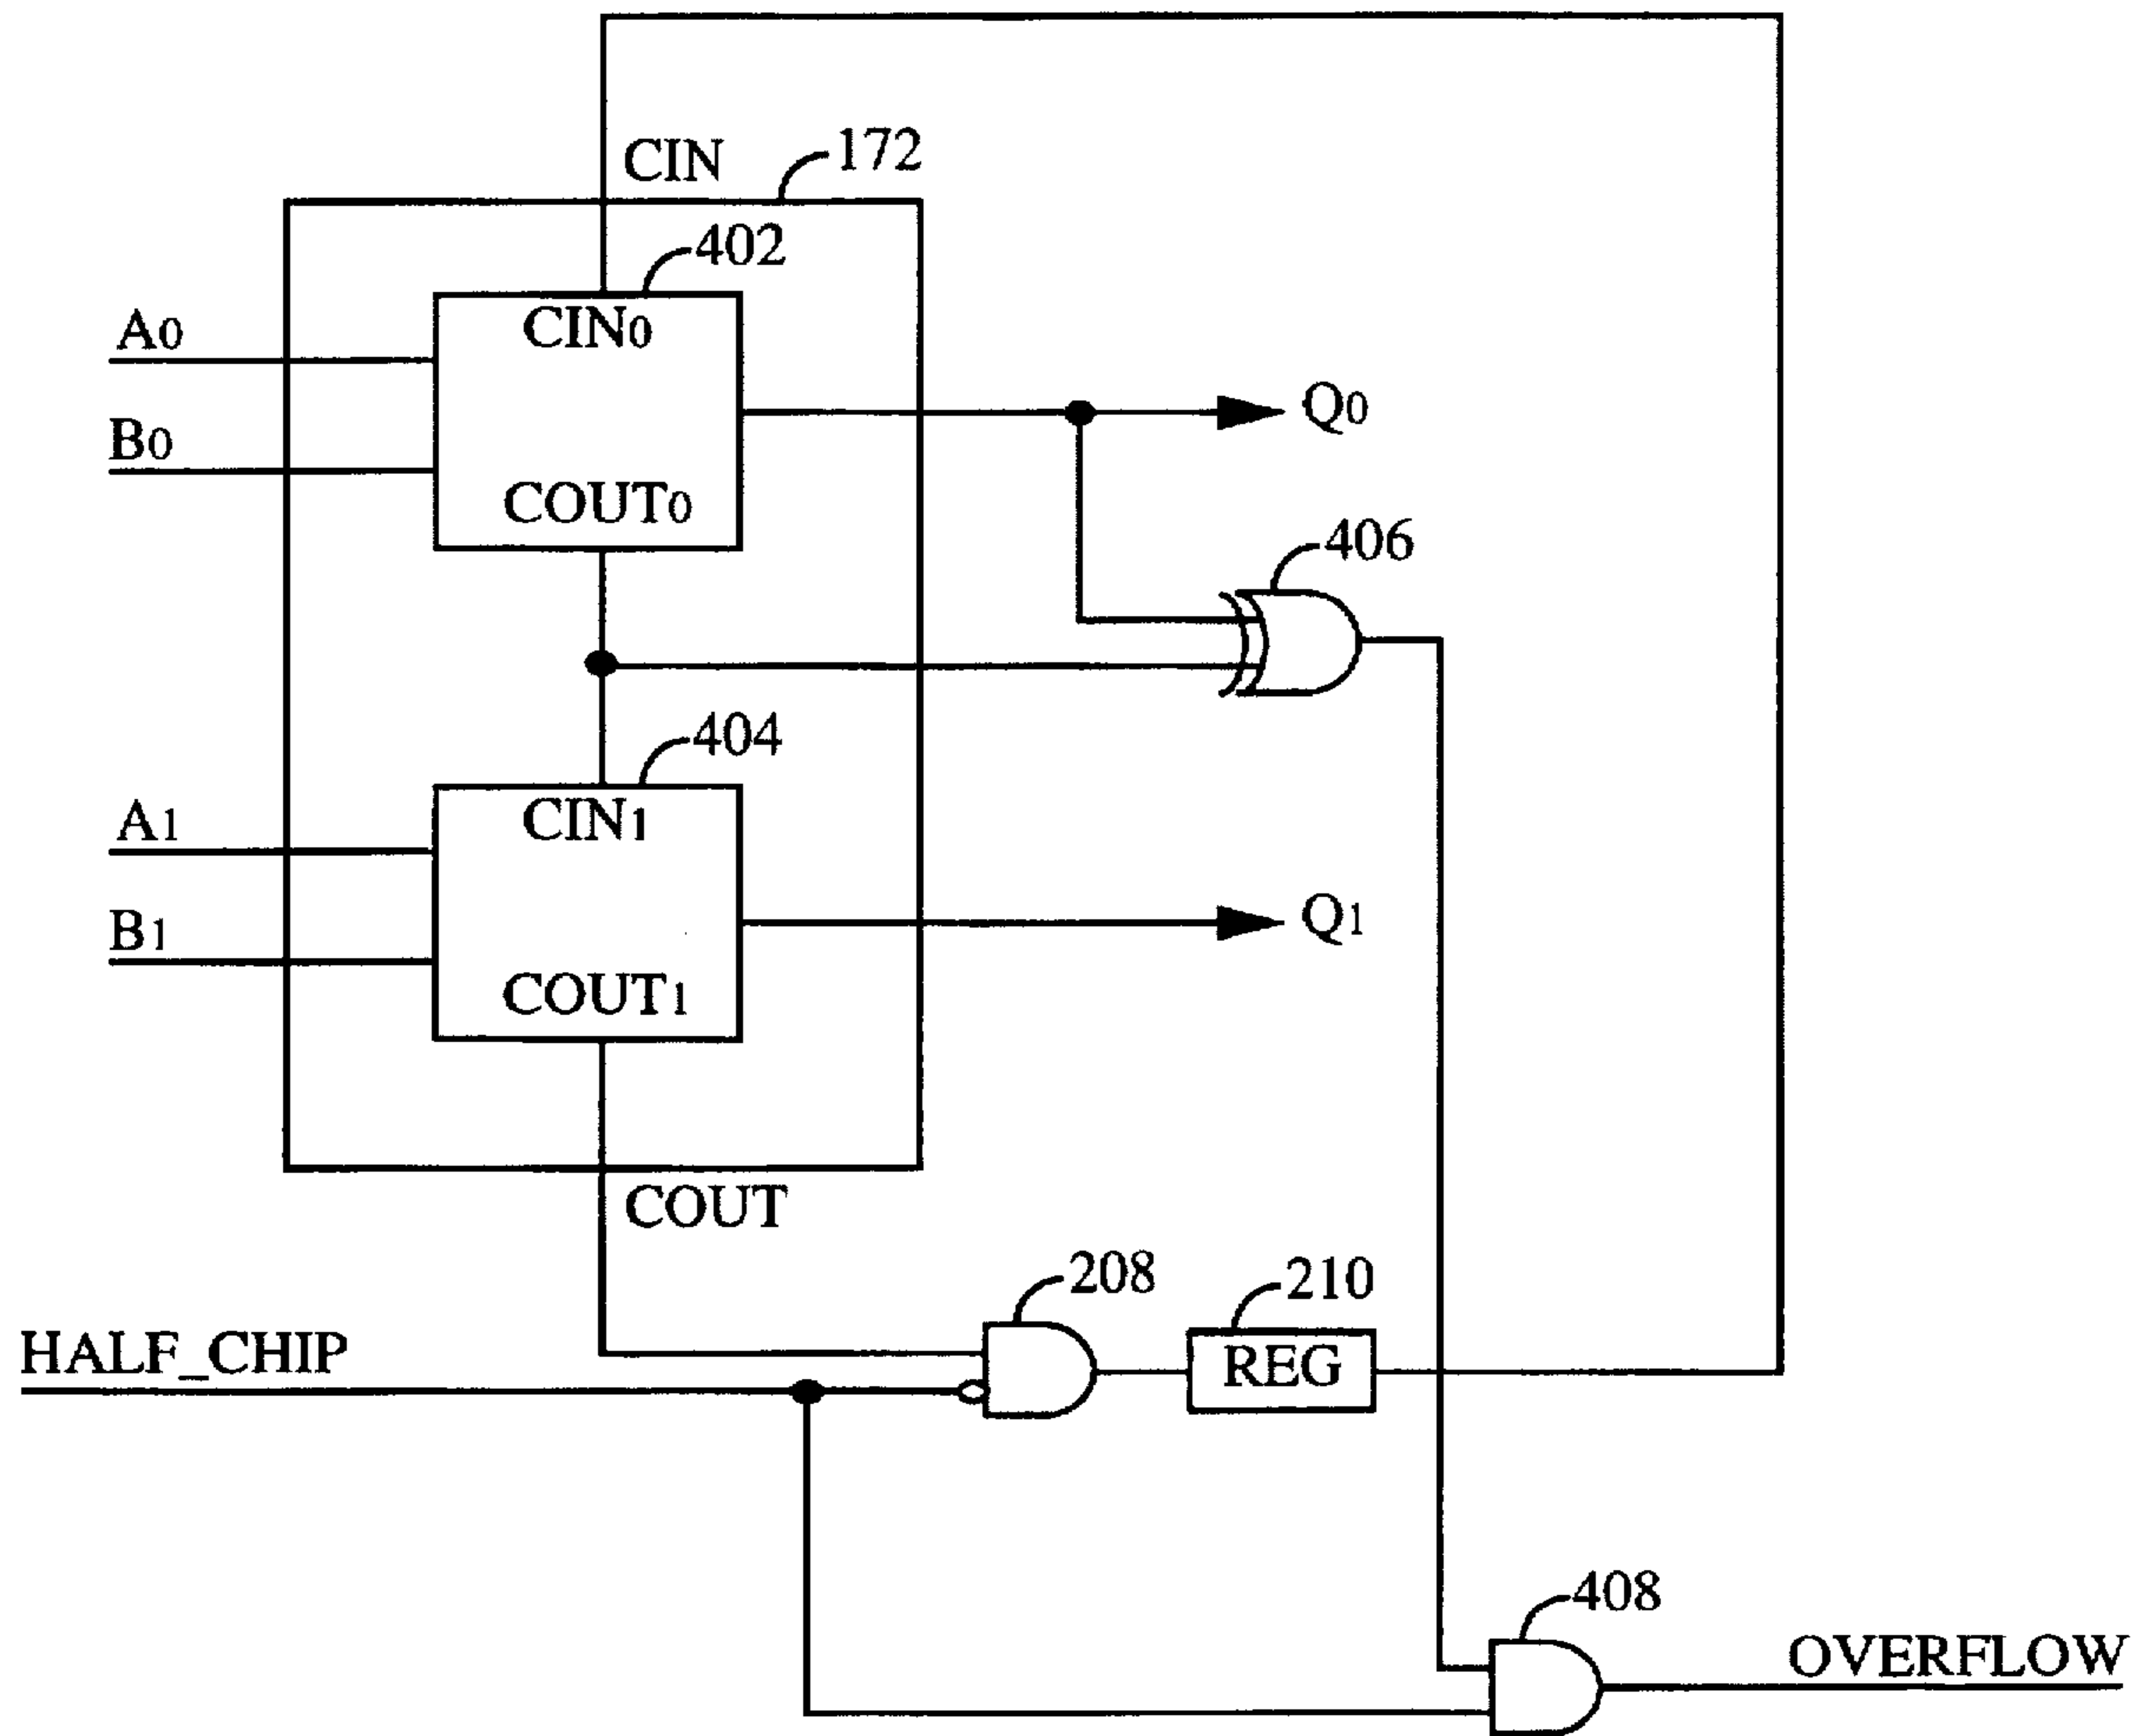 CIN
172
402
CIN0
A0
B0
COUT0
Q0
406
404
CIN1
A1
B1
COUT1
Q1
COUT
208
210
HALF_CHIP
REG
408
OVERFLOW